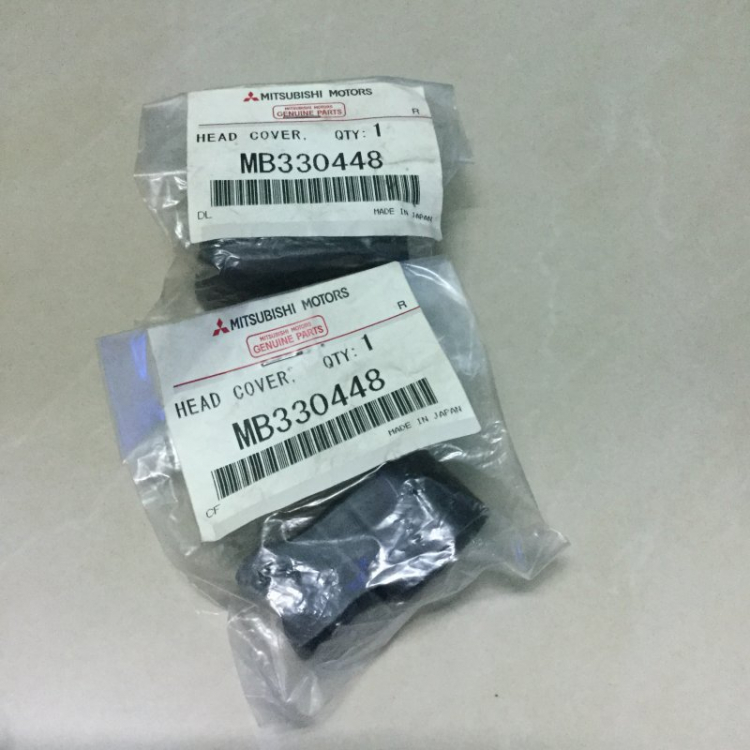 MITSUBISHI MOTORS
MITSUBISHI MOTORS
GENUINE PARTS
R
HEAD COVER. QTY: 1
MB330448
DL
MADE IN JAPAN
MITSUBISHI MOTORS
R
MITSUBISHI MOTORS
GENUINE PARTS
HEAD COVER. QTY: 1
MB330448
CF
MADE IN JAPAN